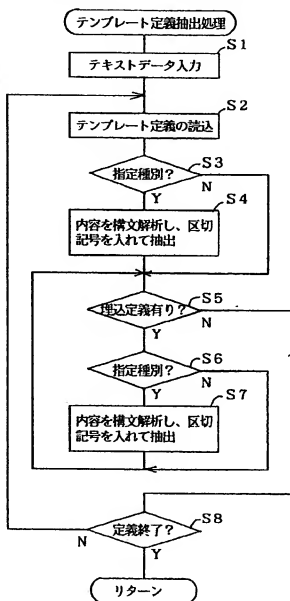 テンプレート定義抽出処理
S1
テキストデータ入力
S2
テンプレート定義の読込
S3
指定種別?
N
Y
S4
内容を構文解析し、区切
記号を入れて抽出
S5
埋込定義有り?
N
Y
S6
指定種別?
N
Y
S7
内容を構文解析し、区切
記号を入れて抽出
S8
定義終了?
N
Y
リターン